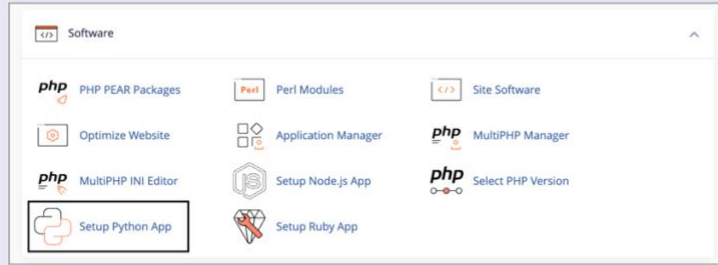 Software
php PHP PEAR Packages
Perl Perl Modules
Site Software
Optimize Website
Application Manager
php MultiPHP Manager
php MultiPHP INI Editor
JS Setup Node.js App
php Select PHP Version
Setup Python App
Setup Ruby App